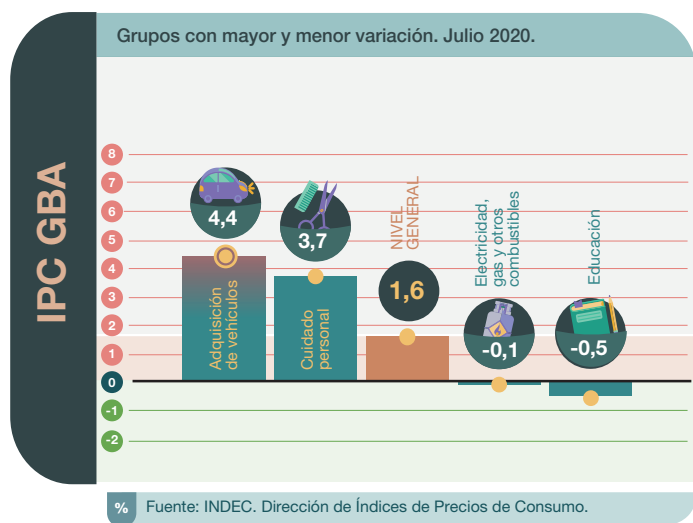 Grupos con mayor y menor variación. Julio 2020.
IPC GBA
8
7
6
5
4
3
2
1
0
-1
-2
4,4
Adquisición
de vehículos
3,7
Cuidado
personal
NIVEL
GENERAL
1,6
Electricidad,
gas y otros
combustibles
-0,1
Educación
-0,5
% Fuente: INDEC. Dirección de Índices de Precios de Consumo.